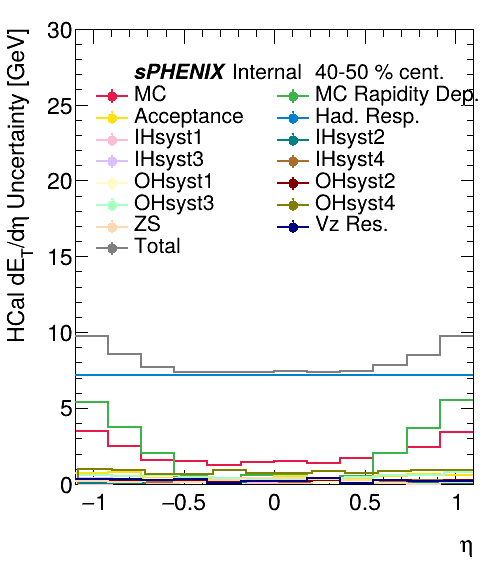 HCal dE_T/dη Uncertainty [GeV]
30
25
20
15
10
5
0
sPHENIX Internal 40-50 % cent.
MC MC Rapidity Dep.
Acceptance Had. Resp.
IHsyst1 IHsyst2
IHsyst3 IHsyst4
OHsyst1 OHsyst2
OHsyst3 OHsyst4
ZS Vz Res.
Total
−1 −0.5 0 0.5 1
η